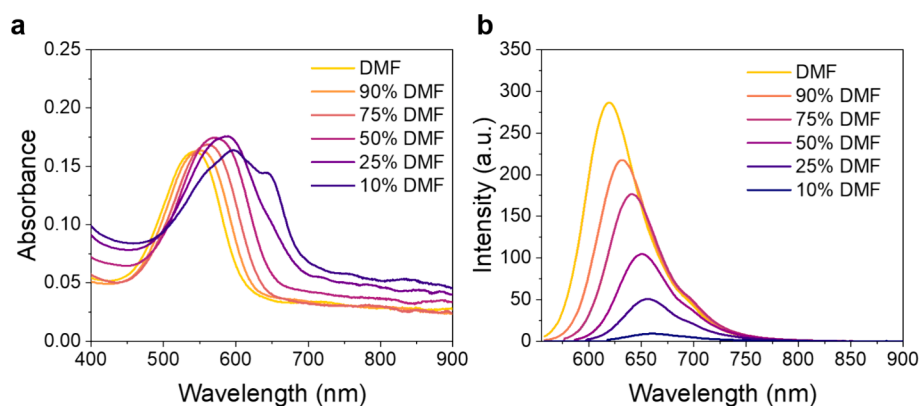 a
Absorbance
0.25
0.20
0.15
0.10
0.05
0.00
400 500 600 700 800 900
Wavelength (nm)
DMF
90% DMF
75% DMF
50% DMF
25% DMF
10% DMF
b
Intensity (a.u.)
350
300
250
200
150
100
50
0
600 650 700 750 800 850 900
Wavelength (nm)
DMF
90% DMF
75% DMF
50% DMF
25% DMF
10% DMF